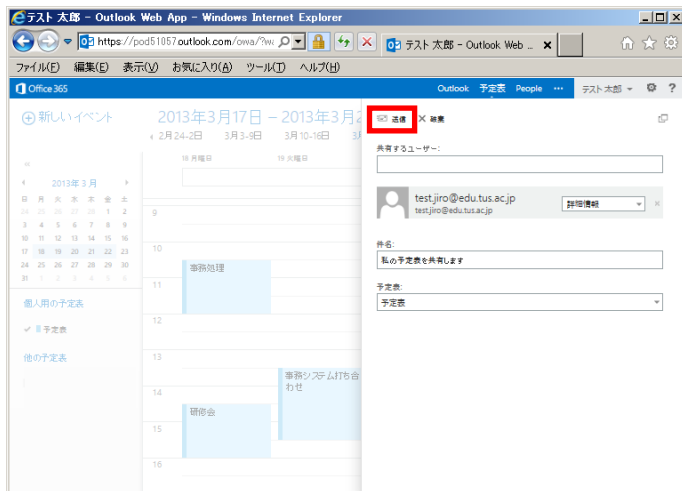 テスト 太郎 - Outlook Web App - Windows Internet Explorer
https://pod51057.outlook.com/owa/?wa
テスト 太郎 - Outlook Web ...
ファイル(F) 編集(E) 表示(V) お気に入り(A) ツール(T) ヘルプ(H)
Office 365
Outlook 予定表 People ••• テスト 太郎 ?
新しいイベント
2013年3月17日 – 2013年3月2
2月24-2日 3月3-9日 3月10-16日 3月
18 月曜日 19 火曜日
2013年 3 月
日 月 火 水 木 金 土
24 25 26 27 28 1 2
3 4 5 6 7 8 9
10 11 12 13 14 15 16
17 18 19 20 21 22 23
24 25 26 27 28 29 30
31 1 2 3 4 5 6
個人用の予定表
予定表
他の予定表
9
10
事務処理
11
12
13
事務システム打ち合わせ
14
研修会
15
16
送信 破棄
共有するユーザー:
test.jiro@edu.tus.ac.jp
test.jiro@edu.tus.ac.jp
詳細情報
件名:
私の予定表を共有します
予定表:
予定表